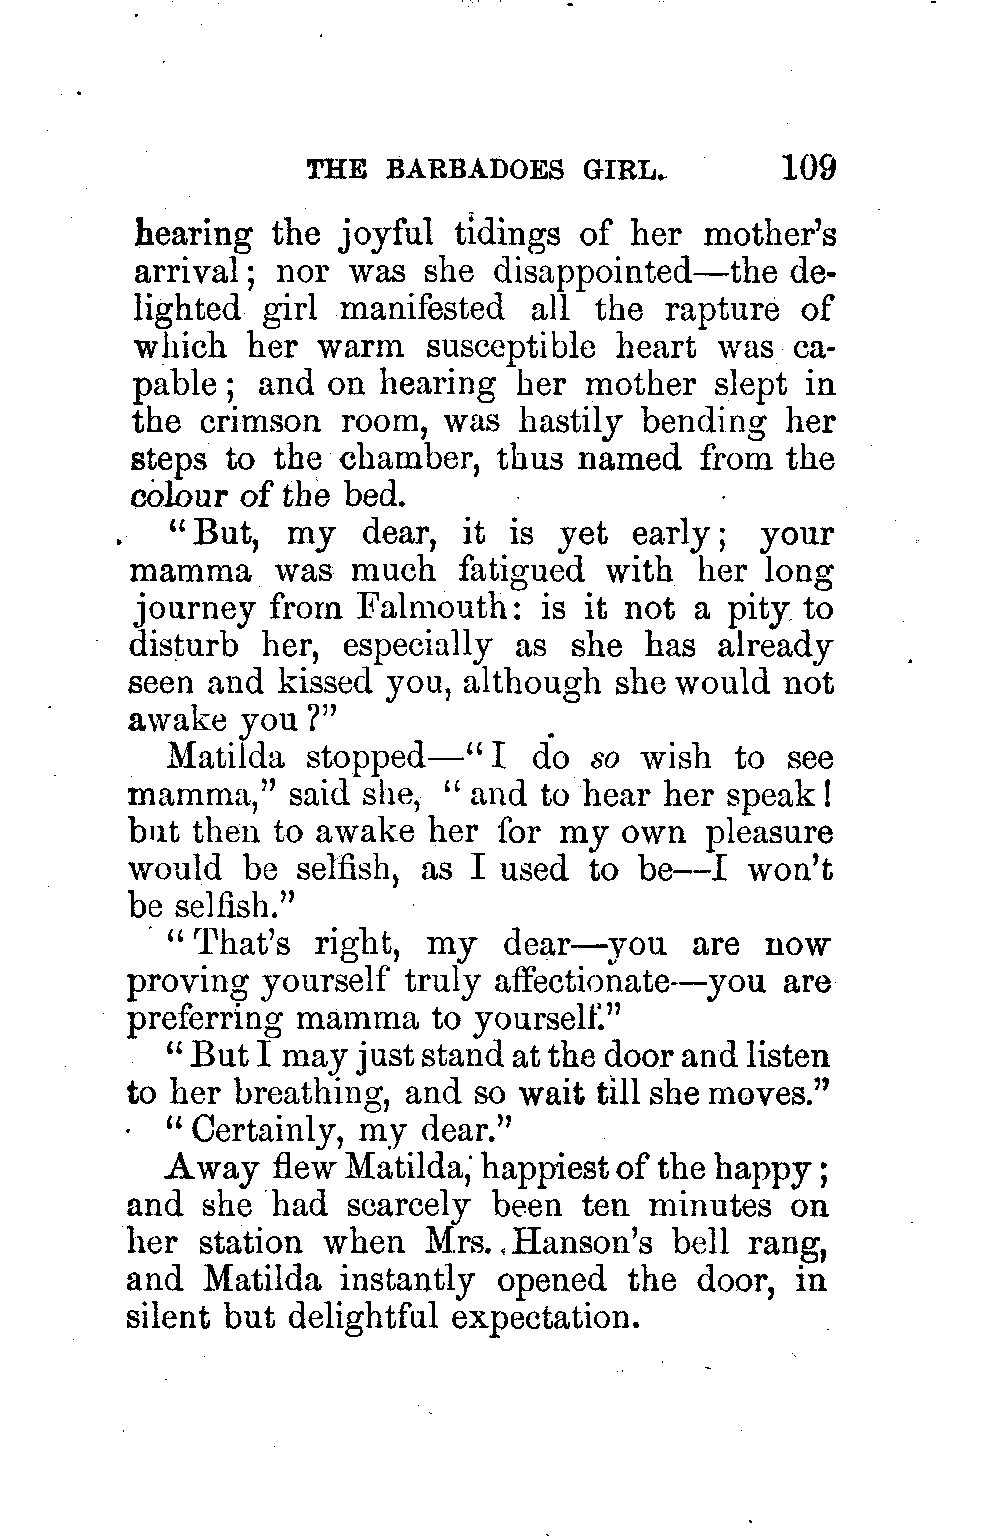 THE BARBADOES GIRL. 109
hearing the joyful tidings of her mother's
arrival; nor was she disappointed—the de-
lighted girl manifested all the rapture of
which her warm susceptible heart was ca-
pable; and on hearing her mother slept in
the crimson room, was hastily bending her
steps to the chamber, thus named from the
colour of the bed.
"But, my dear, it is yet early; your
mamma was much fatigued with her long
journey from Falmouth: is it not a pity to
disturb her, especially as she has already
seen and kissed you, although she would not
awake you?"
Matilda stopped—"I do so wish to see
mamma," said she, "and to hear her speak!
but then to awake her for my own pleasure
would be selfish, as I used to be—I won't
be selfish."
"That's right, my dear—you are now
proving yourself truly affectionate—you are
preferring mamma to yourself."
"But I may just stand at the door and listen
to her breathing, and so wait till she moves."
"Certainly, my dear."
Away flew Matilda, happiest of the happy;
and she had scarcely been ten minutes on
her station when Mrs. Hanson's bell rang,
and Matilda instantly opened the door, in
silent but delightful expectation.